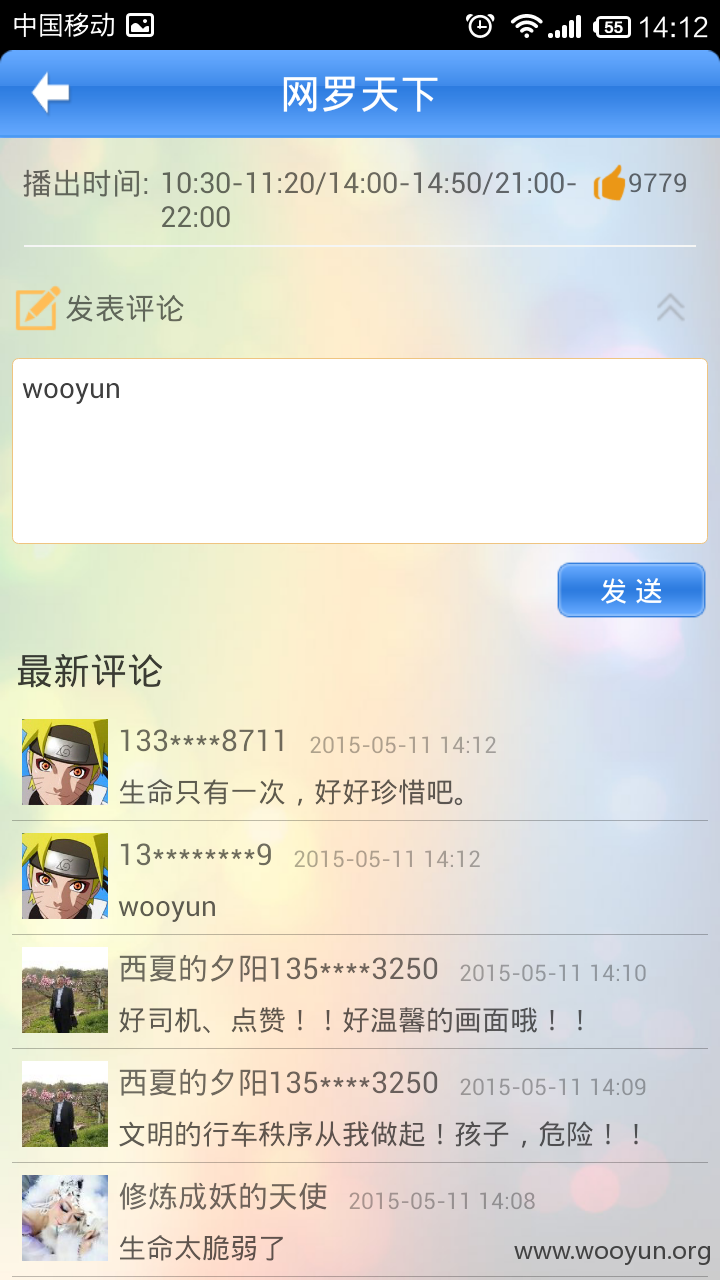 中国移动 55 14:12
网罗天下
播出时间: 10:30-11:20/14:00-14:50/21:00- 9779
22:00
发表评论
wooyun
发 送
最新评论
133****8711 2015-05-11 14:12
生命只有一次，好好珍惜吧。
13********9 2015-05-11 14:12
wooyun
西夏的夕阳135****3250 2015-05-11 14:10
好司机、点赞！！好温馨的画面哦！！
西夏的夕阳135****3250 2015-05-11 14:09
文明的行车秩序从我做起！孩子，危险！！
修炼成妖的天使 2015-05-11 14:08
生命太脆弱了
www.wooyun.org